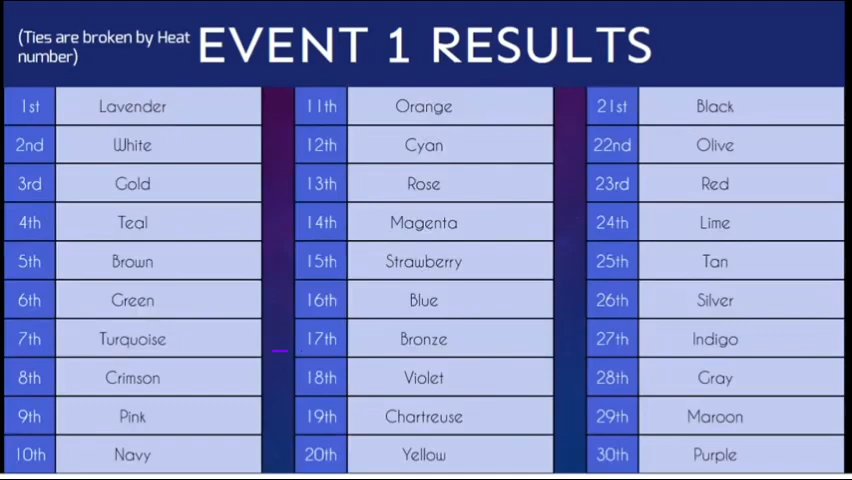 (Ties are broken by Heat
number)
EVENT 1 RESULTS
1st Lavender
2nd White
3rd Gold
4th Teal
5th Brown
6th Green
7th Turquoise
8th Crimson
9th Pink
10th Navy
11th Orange
12th Cyan
13th Rose
14th Magenta
15th Strawberry
16th Blue
17th Bronze
18th Violet
19th Chartreuse
20th Yellow
21st Black
22nd Olive
23rd Red
24th Lime
25th Tan
26th Silver
27th Indigo
28th Gray
29th Maroon
30th Purple